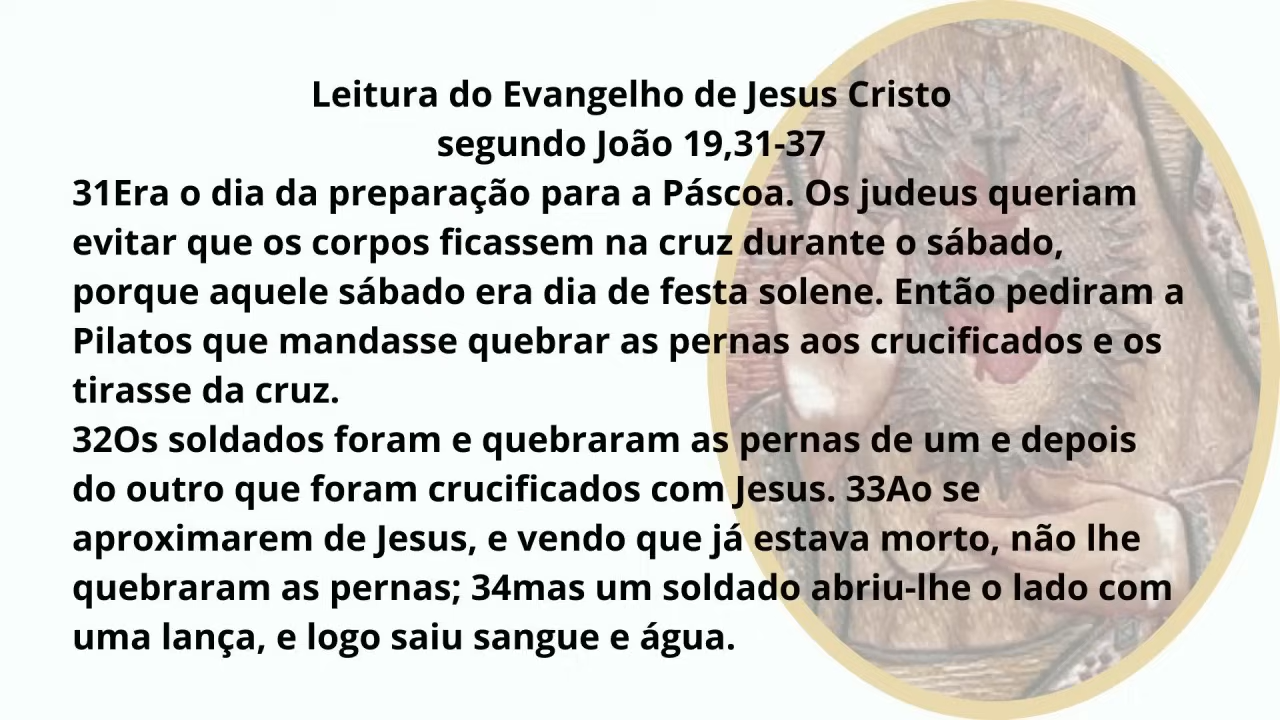 Leitura do Evangelho de Jesus Cristo
segundo João 19,31-37
31Era o dia da preparação para a Páscoa. Os judeus queriam
evitar que os corpos ficassem na cruz durante o sábado,
porque aquele sábado era dia de festa solene. Então pediram a
Pilatos que mandasse quebrar as pernas aos crucificados e os
tirasse da cruz.
32Os soldados foram e quebraram as pernas de um e depois
do outro que foram crucificados com Jesus. 33Ao se
aproximarem de Jesus, e vendo que já estava morto, não lhe
quebraram as pernas; 34mas um soldado abriu-lhe o lado com
uma lança, e logo saiu sangue e água.